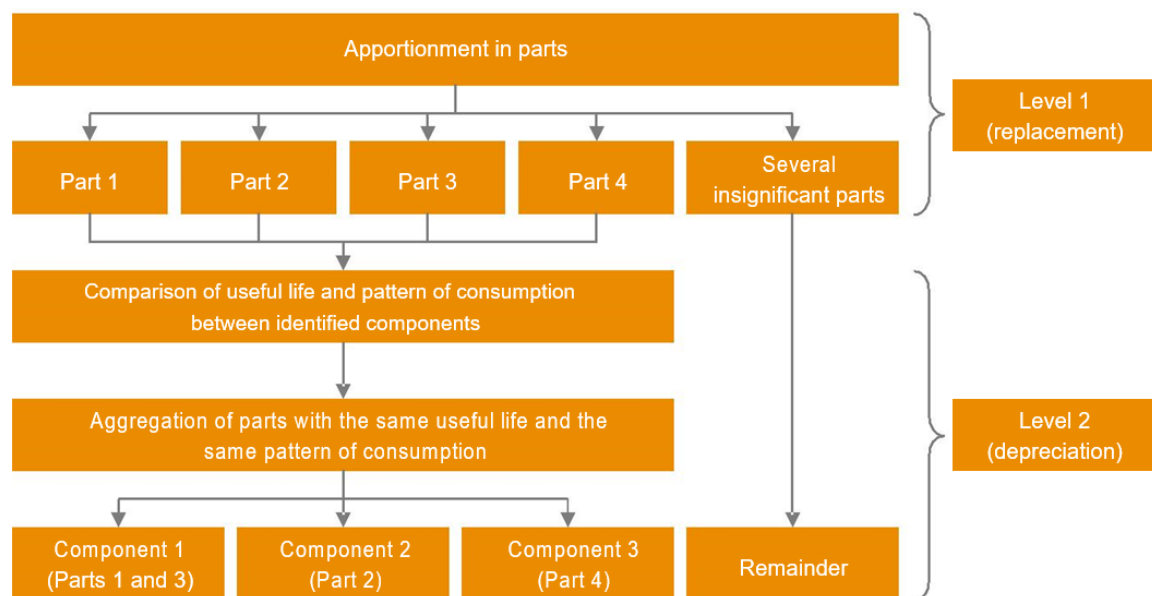 Apportionment in parts
Level 1
(replacement)
Part 1
Part 2
Part 3
Part 4
Several
insignificant parts
Comparison of useful life and pattern of consumption
between identified components
Aggregation of parts with the same useful life and the
same pattern of consumption
Level 2
(depreciation)
Component 1
(Parts 1 and 3)
Component 2
(Part 2)
Component 3
(Part 4)
Remainder